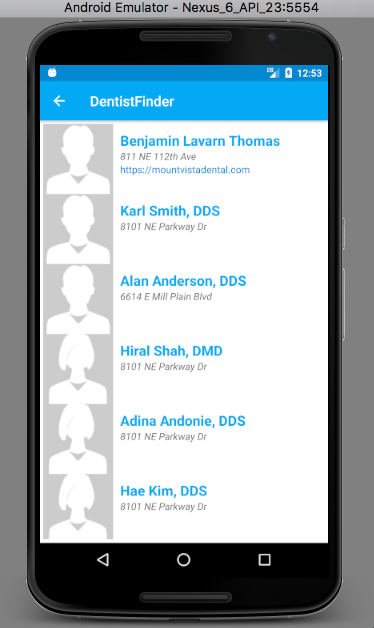 Android Emulator - Nexus_6_API_23:5554
LTE 12:53
DentistFinder
Benjamin Lavarn Thomas
811 NE 112th Ave
https://mountvistadental.com
Karl Smith, DDS
8101 NE Parkway Dr
Alan Anderson, DDS
6614 E Mill Plain Blvd
Hiral Shah, DMD
8101 NE Parkway Dr
Adina Andonie, DDS
8101 NE Parkway Dr
Hae Kim, DDS
8101 NE Parkway Dr